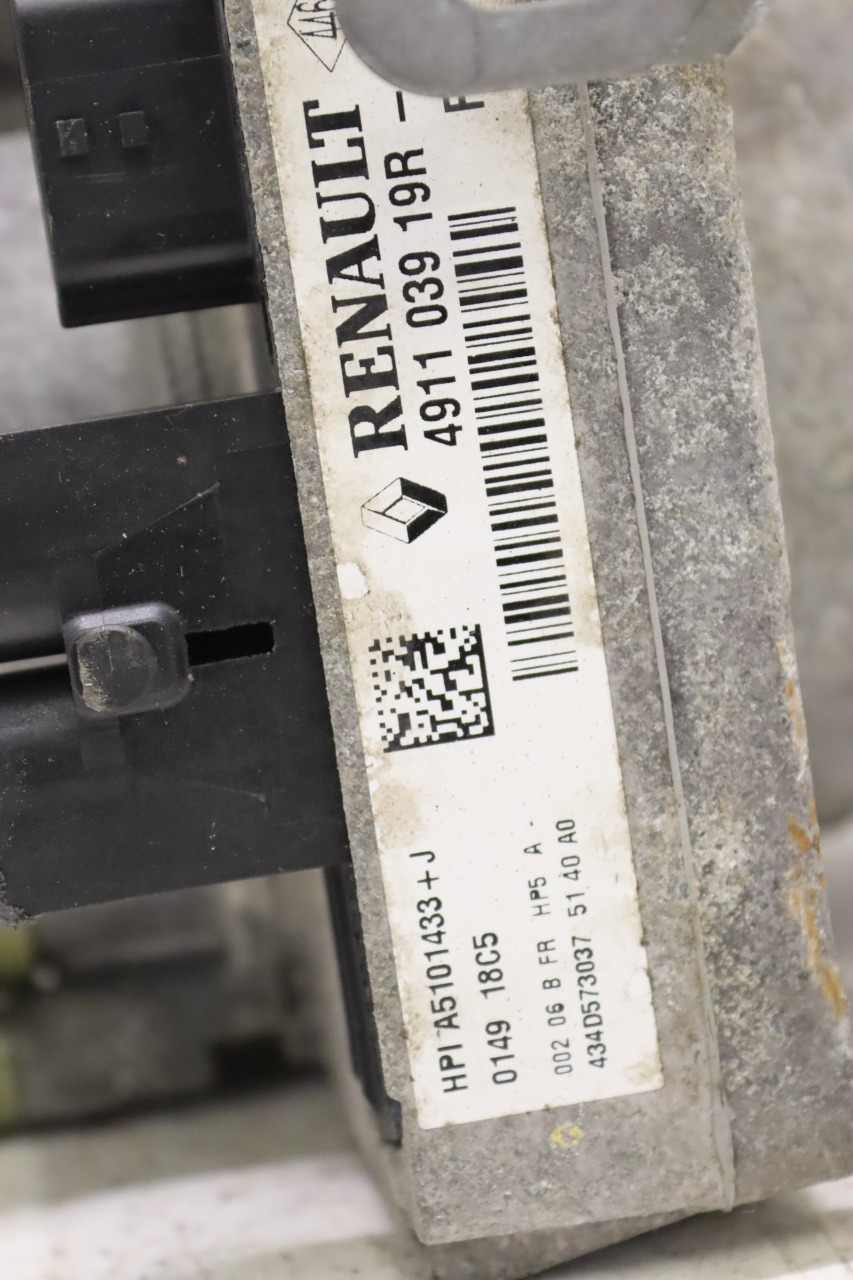 RENAULT
4911 039 19R -
HPI A5101433+J
0149 18C5
002 06 B FR HP5 A -
434D573037 51.40 A0